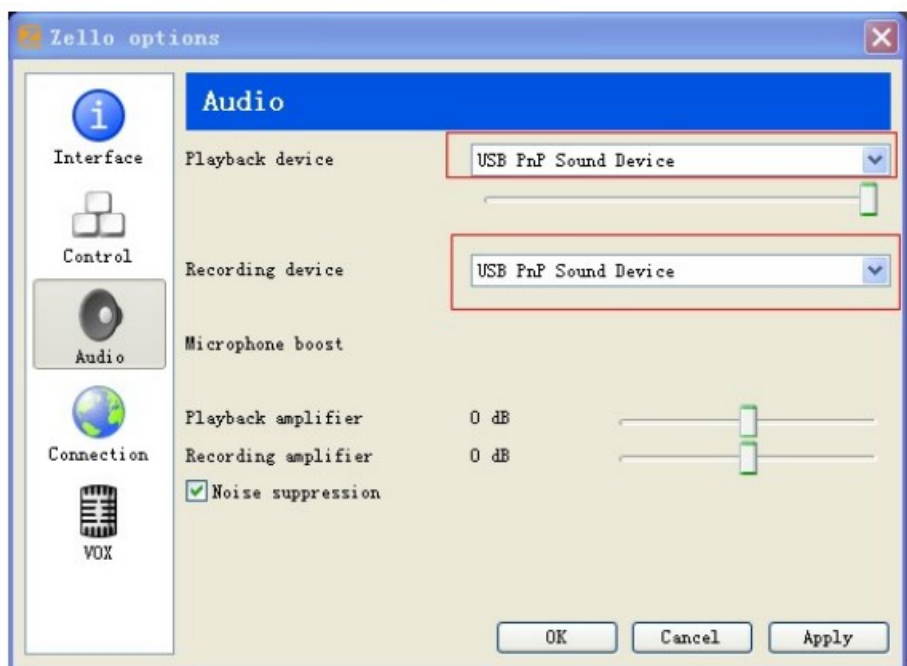 Zello options
Audio
Interface
Playback device
USB PnP Sound Device
Control
Recording device
USB PnP Sound Device
Audio
Microphone boost
Connection
Playback amplifier
0 dB
Recording amplifier
0 dB
Noise suppression
VOX
OK
Cancel
Apply